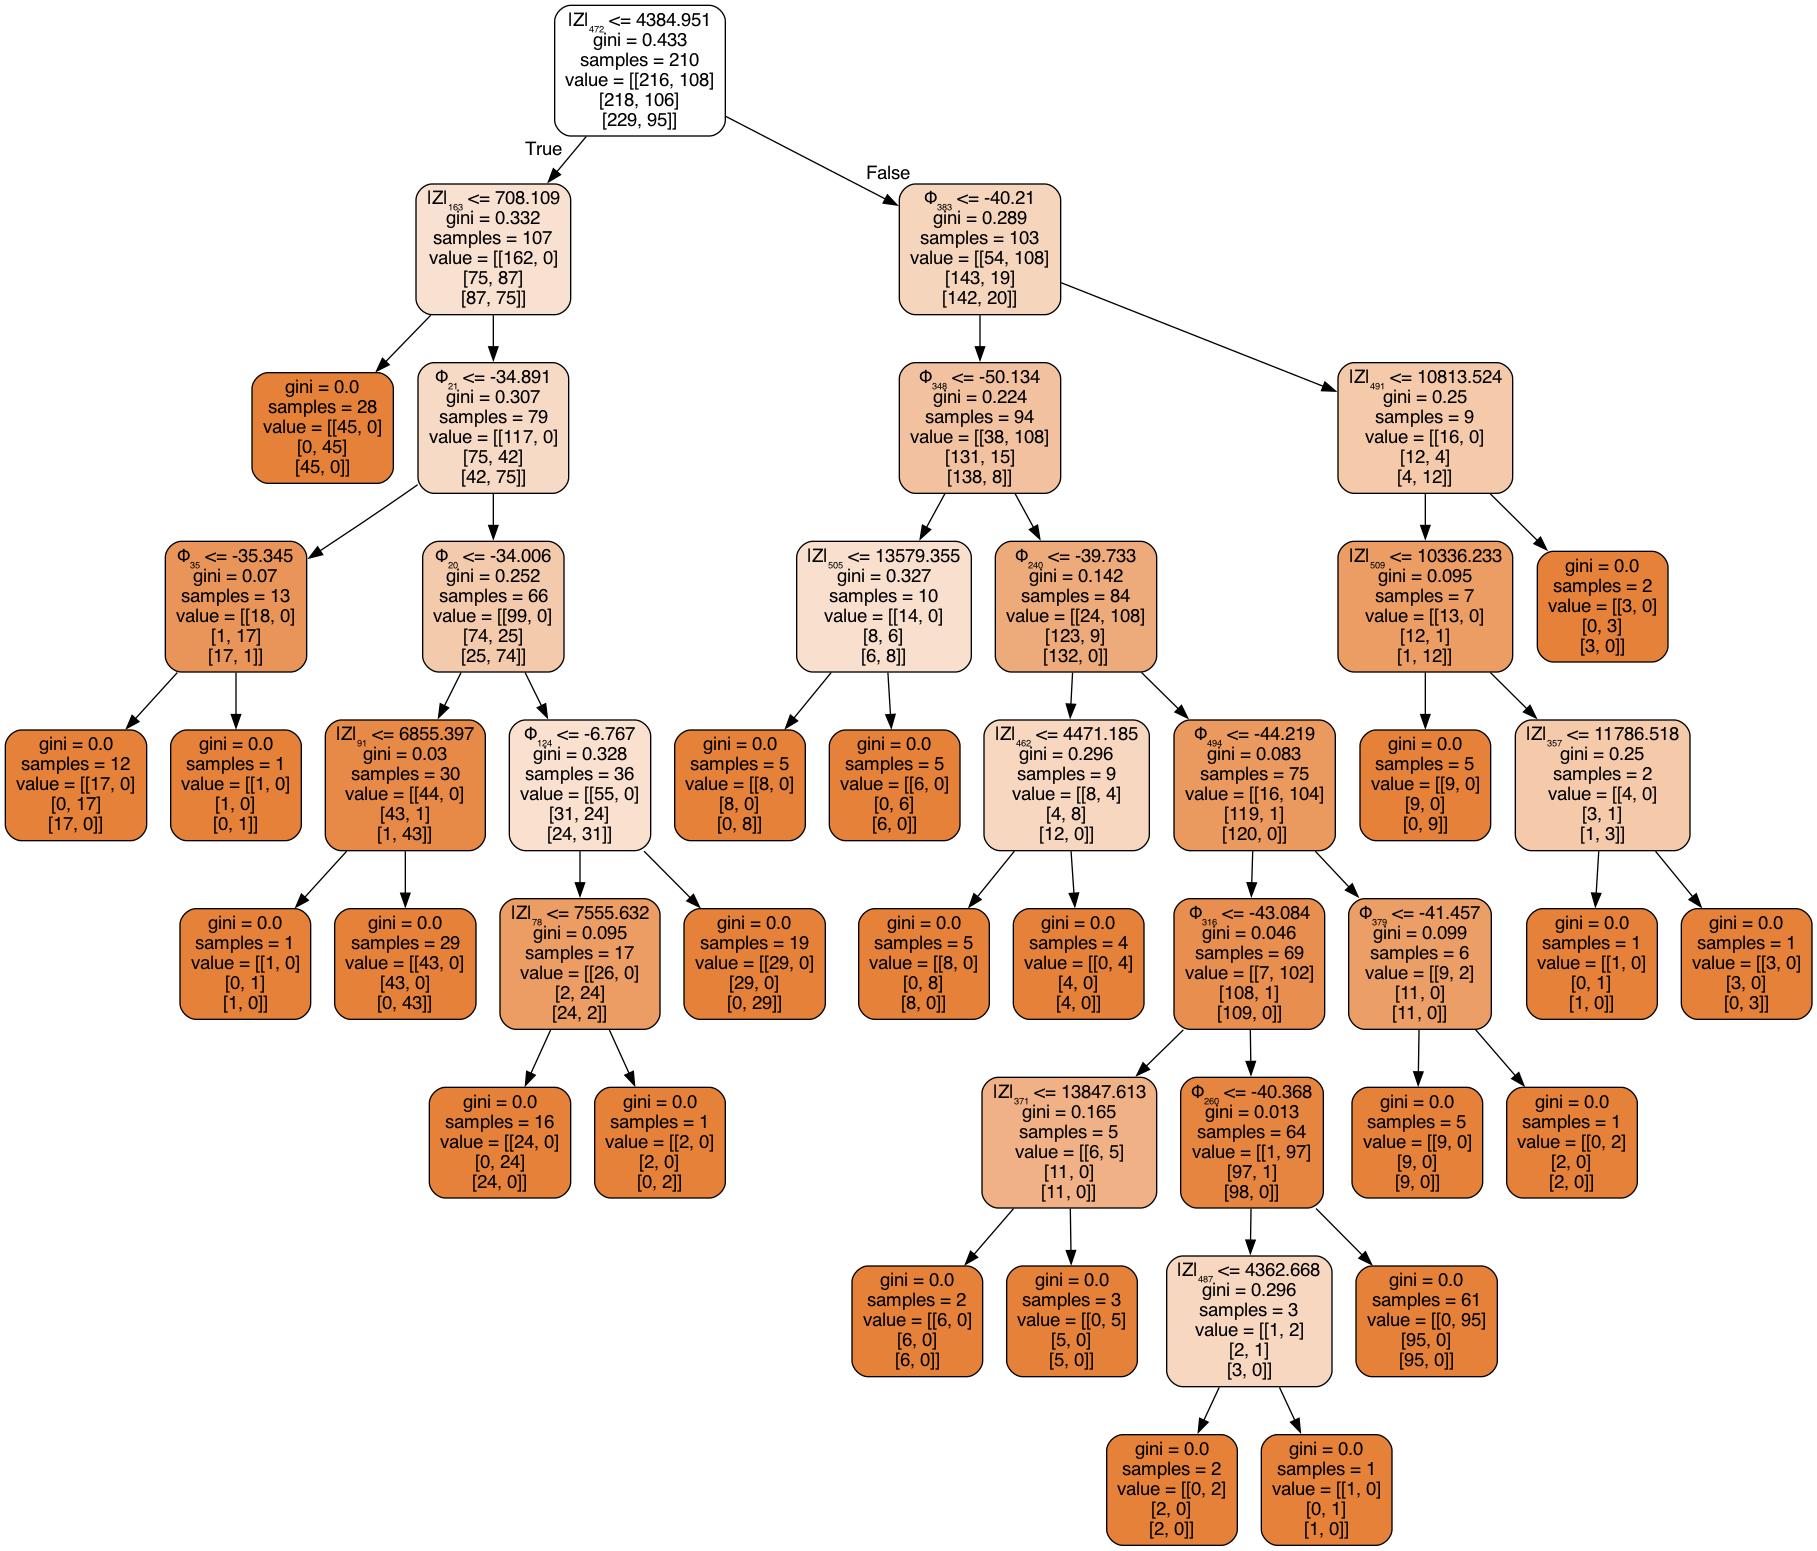 |Z|₄₇₂ <= 4384.951
gini = 0.433
samples = 210
value = [[216, 108]
[218, 106]
[229, 95]]
True
False
|Z|₁₆₃ <= 708.109
gini = 0.332
samples = 107
value = [[162, 0]
[75, 87]
[87, 75]]
Φ₃₈₃ <= -40.21
gini = 0.289
samples = 103
value = [[54, 108]
[143, 19]
[142, 20]]
gini = 0.0
samples = 28
value = [[45, 0]
[0, 45]
[45, 0]]
Φ₂₁ <= -34.891
gini = 0.307
samples = 79
value = [[117, 0]
[75, 42]
[42, 75]]
Φ₃₄₈ <= -50.134
gini = 0.224
samples = 94
value = [[38, 108]
[131, 15]
[138, 8]]
|Z|₄₉₁ <= 10813.524
gini = 0.25
samples = 9
value = [[16, 0]
[12, 4]
[4, 12]]
Φ₃₅ <= -35.345
gini = 0.07
samples = 13
value = [[18, 0]
[1, 17]
[17, 1]]
Φ₂₀ <= -34.006
gini = 0.252
samples = 66
value = [[99, 0]
[74, 25]
[25, 74]]
|Z|₅₀₅ <= 13579.355
gini = 0.327
samples = 10
value = [[14, 0]
[8, 6]
[6, 8]]
Φ₂₄₀ <= -39.733
gini = 0.142
samples = 84
value = [[24, 108]
[123, 9]
[132, 0]]
|Z|₅₀₉ <= 10336.233
gini = 0.095
samples = 7
value = [[13, 0]
[12, 1]
[1, 12]]
gini = 0.0
samples = 2
value = [[3, 0]
[0, 3]
[3, 0]]
gini = 0.0
samples = 12
value = [[17, 0]
[0, 17]
[17, 0]]
gini = 0.0
samples = 1
value = [[1, 0]
[1, 0]
[0, 1]]
|Z|₉₁ <= 6855.397
gini = 0.03
samples = 30
value = [[44, 0]
[43, 1]
[1, 43]]
Φ₁₂₄ <= -6.767
gini = 0.328
samples = 36
value = [[55, 0]
[31, 24]
[24, 31]]
gini = 0.0
samples = 5
value = [[8, 0]
[8, 0]
[0, 8]]
gini = 0.0
samples = 5
value = [[6, 0]
[0, 6]
[6, 0]]
|Z|₄₆₂ <= 4471.185
gini = 0.296
samples = 9
value = [[8, 4]
[4, 8]
[12, 0]]
Φ₄₉₄ <= -44.219
gini = 0.083
samples = 75
value = [[16, 104]
[119, 1]
[120, 0]]
gini = 0.0
samples = 5
value = [[9, 0]
[9, 0]
[0, 9]]
|Z|₃₅₇ <= 11786.518
gini = 0.25
samples = 2
value = [[4, 0]
[3, 1]
[1, 3]]
gini = 0.0
samples = 1
value = [[1, 0]
[0, 1]
[1, 0]]
gini = 0.0
samples = 29
value = [[43, 0]
[43, 0]
[0, 43]]
|Z|₇₈ <= 7555.632
gini = 0.095
samples = 17
value = [[26, 0]
[2, 24]
[24, 2]]
gini = 0.0
samples = 19
value = [[29, 0]
[29, 0]
[0, 29]]
gini = 0.0
samples = 5
value = [[8, 0]
[0, 8]
[8, 0]]
gini = 0.0
samples = 4
value = [[0, 4]
[4, 0]
[4, 0]]
Φ₃₁₆ <= -43.084
gini = 0.046
samples = 69
value = [[7, 102]
[108, 1]
[109, 0]]
Φ₃₇₉ <= -41.457
gini = 0.099
samples = 6
value = [[9, 2]
[11, 0]
[11, 0]]
gini = 0.0
samples = 1
value = [[1, 0]
[0, 1]
[1, 0]]
gini = 0.0
samples = 1
value = [[3, 0]
[3, 0]
[0, 3]]
gini = 0.0
samples = 16
value = [[24, 0]
[0, 24]
[24, 0]]
gini = 0.0
samples = 1
value = [[2, 0]
[2, 0]
[0, 2]]
|Z|₃₇₁ <= 13847.613
gini = 0.165
samples = 5
value = [[6, 5]
[11, 0]
[11, 0]]
Φ₂₆₀ <= -40.368
gini = 0.013
samples = 64
value = [[1, 97]
[97, 1]
[98, 0]]
gini = 0.0
samples = 5
value = [[9, 0]
[9, 0]
[9, 0]]
gini = 0.0
samples = 1
value = [[0, 2]
[2, 0]
[2, 0]]
gini = 0.0
samples = 2
value = [[6, 0]
[6, 0]
[6, 0]]
gini = 0.0
samples = 3
value = [[0, 5]
[5, 0]
[5, 0]]
|Z|₄₈₇ <= 4362.668
gini = 0.296
samples = 3
value = [[1, 2]
[2, 1]
[3, 0]]
gini = 0.0
samples = 61
value = [[0, 95]
[95, 0]
[95, 0]]
gini = 0.0
samples = 2
value = [[0, 2]
[2, 0]
[2, 0]]
gini = 0.0
samples = 1
value = [[1, 0]
[0, 1]
[1, 0]]